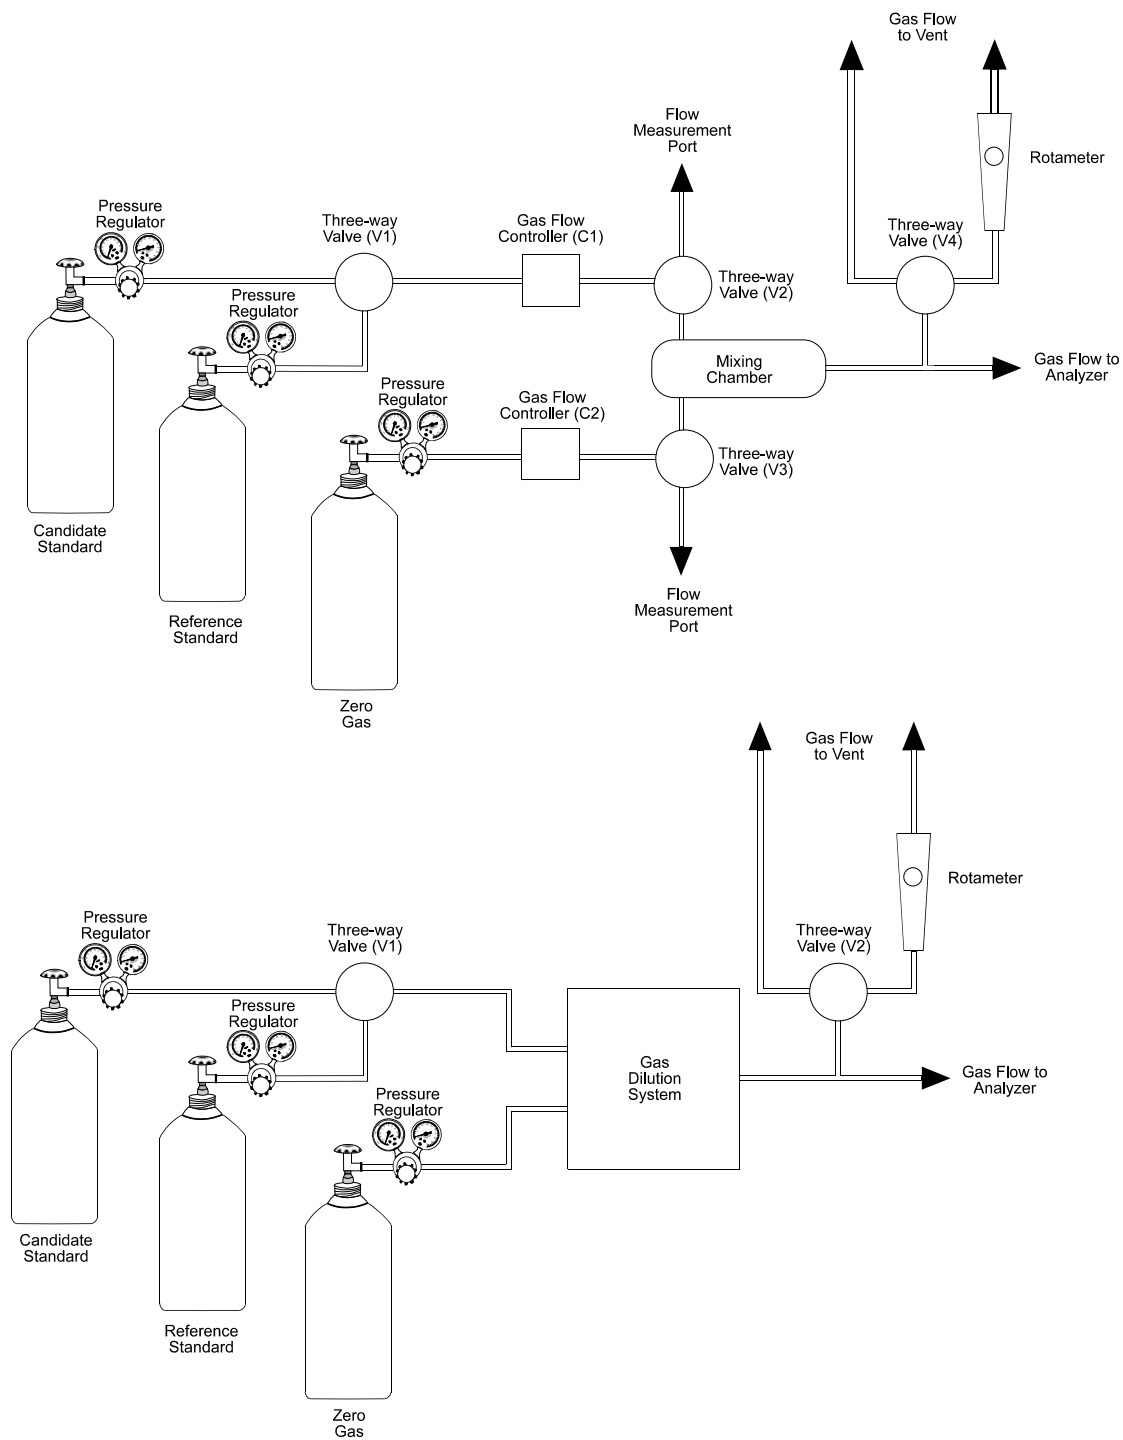 Gas Flow
to Vent
Flow
Measurement
Port
Rotameter
Pressure
Regulator
Three-way
Valve (V1)
Gas Flow
Controller (C1)
Three-way
Valve (V4)
Three-way
Valve (V2)
Pressure
Regulator
Mixing
Chamber
Gas Flow to
Analyzer
Pressure
Regulator
Gas Flow
Controller (C2)
Three-way
Valve (V3)
Candidate
Standard
Flow
Measurement
Port
Reference
Standard
Zero
Gas
Gas Flow
to Vent
Rotameter
Pressure
Regulator
Three-way
Valve (V1)
Three-way
Valve (V2)
Pressure
Regulator
Gas
Dilution
System
Gas Flow to
Analyzer
Pressure
Regulator
Candidate
Standard
Reference
Standard
Zero
Gas